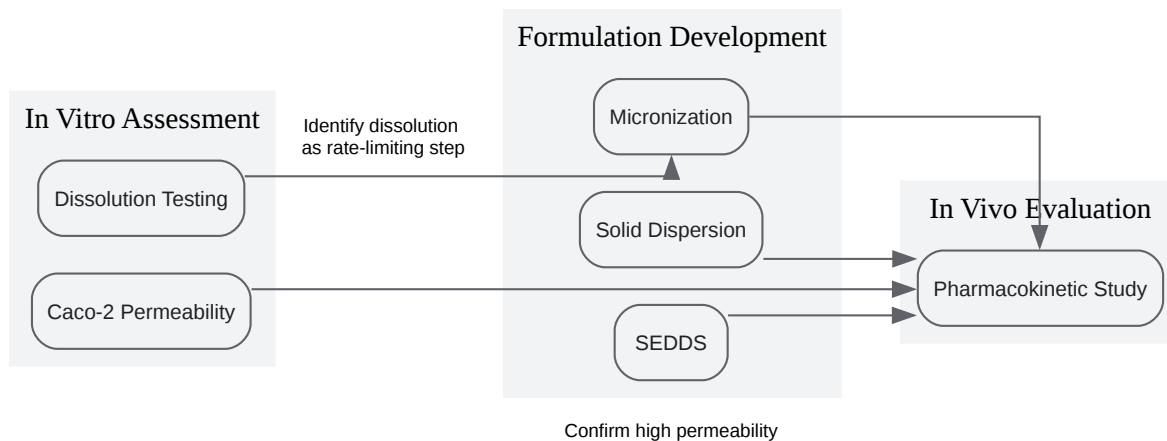 Formulation Development
In Vitro Assessment
Identify dissolution
as rate-limiting step
Micronization
Dissolution Testing
Solid Dispersion
In Vivo Evaluation
Pharmacokinetic Study
Caco-2 Permeability
SEDDS
Confirm high permeability